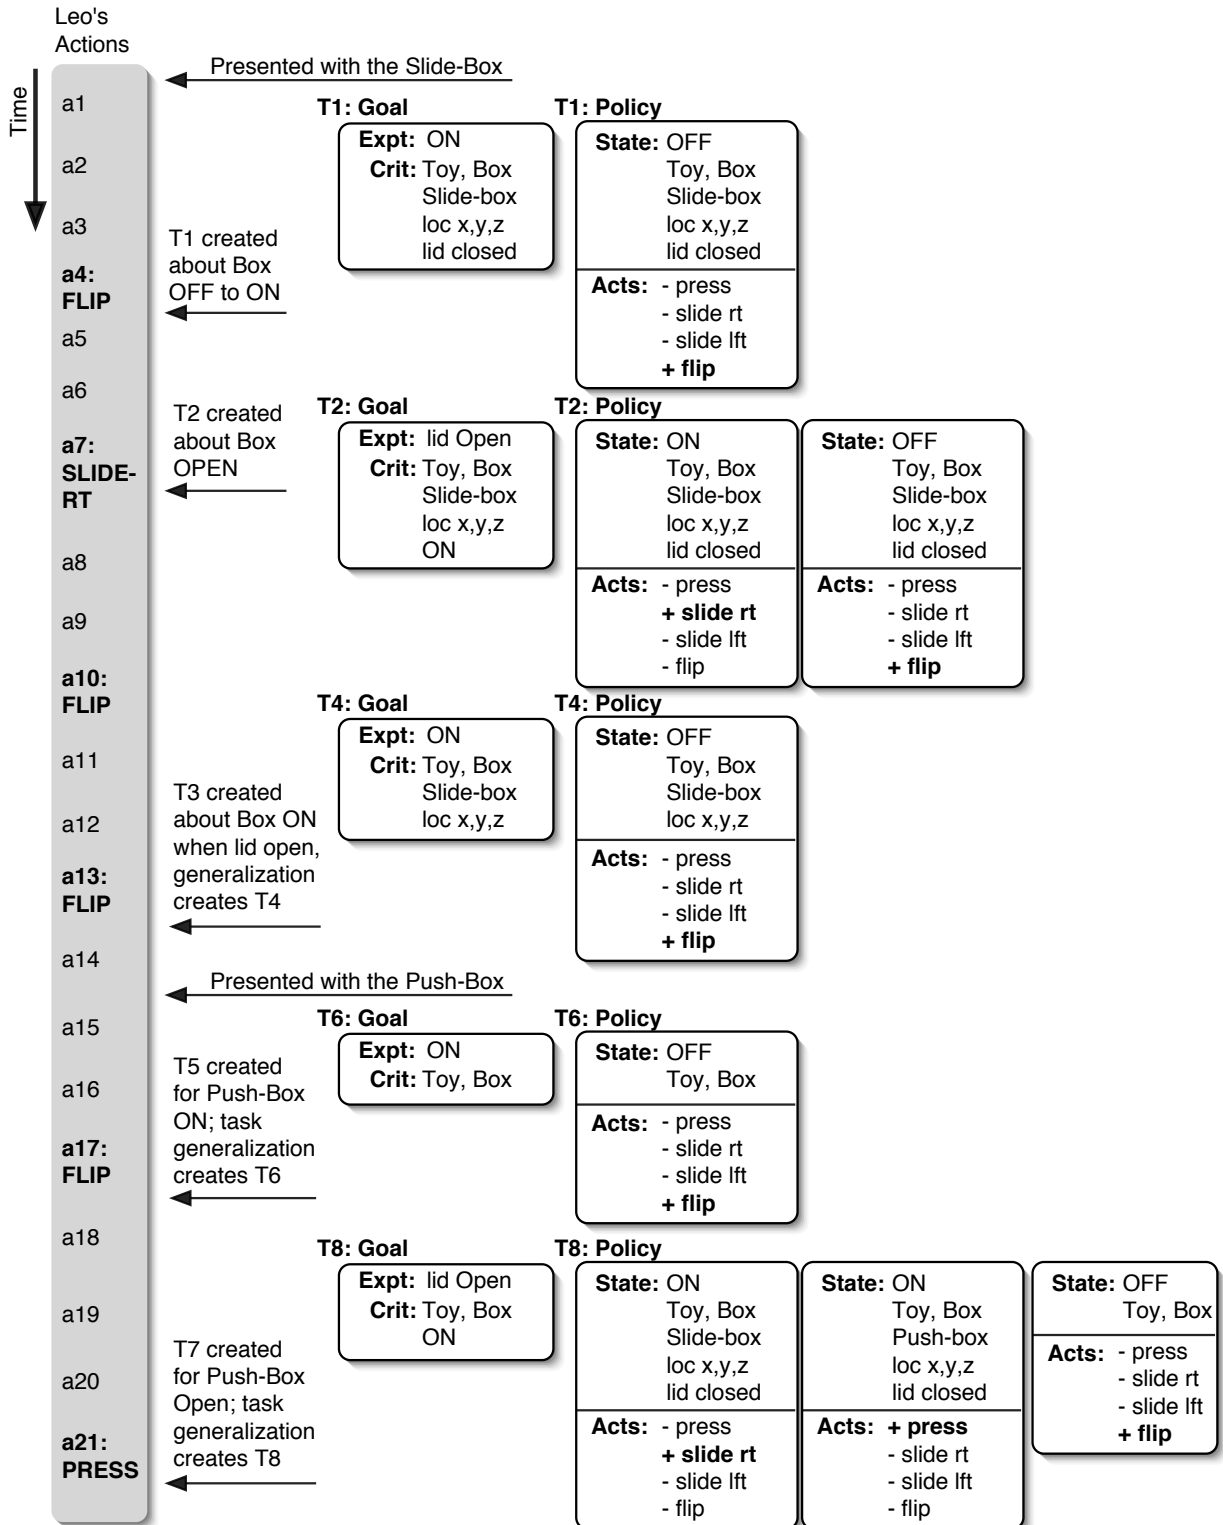 Leo's
Actions
Time
Presented with the Slide-Box
a1
a2
a3
a4:
FLIP
a5
a6
a7:
SLIDE-
RT
a8
a9
a10:
FLIP
a11
a12
a13:
FLIP
a14
a15
a16
a17:
FLIP
a18
a19
a20
a21:
PRESS
T1 created
about Box
OFF to ON
T1: Goal
Expt: ON
Crit: Toy, Box
Slide-box
loc x,y,z
lid closed
T1: Policy
State: OFF
Toy, Box
Slide-box
loc x,y,z
lid closed
Acts: - press
- slide rt
- slide lft
+ flip
T2 created
about Box
OPEN
T2: Goal
Expt: lid Open
Crit: Toy, Box
Slide-box
loc x,y,z
ON
T2: Policy
State: ON
Toy, Box
Slide-box
loc x,y,z
lid closed
Acts: - press
+ slide rt
- slide lft
- flip
State: OFF
Toy, Box
Slide-box
loc x,y,z
lid closed
Acts: - press
- slide rt
- slide lft
+ flip
T3 created
about Box ON
when lid open,
generalization
creates T4
T4: Goal
Expt: ON
Crit: Toy, Box
Slide-box
loc x,y,z
T4: Policy
State: OFF
Toy, Box
Slide-box
loc x,y,z
Acts: - press
- slide rt
- slide lft
+ flip
Presented with the Push-Box
T5 created
for Push-Box
ON; task
generalization
creates T6
T6: Goal
Expt: ON
Crit: Toy, Box
T6: Policy
State: OFF
Toy, Box
Acts: - press
- slide rt
- slide lft
+ flip
T7 created
for Push-Box
Open; task
generalization
creates T8
T8: Goal
Expt: lid Open
Crit: Toy, Box
ON
T8: Policy
State: ON
Toy, Box
Slide-box
loc x,y,z
lid closed
Acts: - press
+ slide rt
- slide lft
- flip
State: ON
Toy, Box
Push-box
loc x,y,z
lid closed
Acts: + press
- slide rt
- slide lft
- flip
State: OFF
Toy, Box
Acts: - press
- slide rt
- slide lft
+ flip